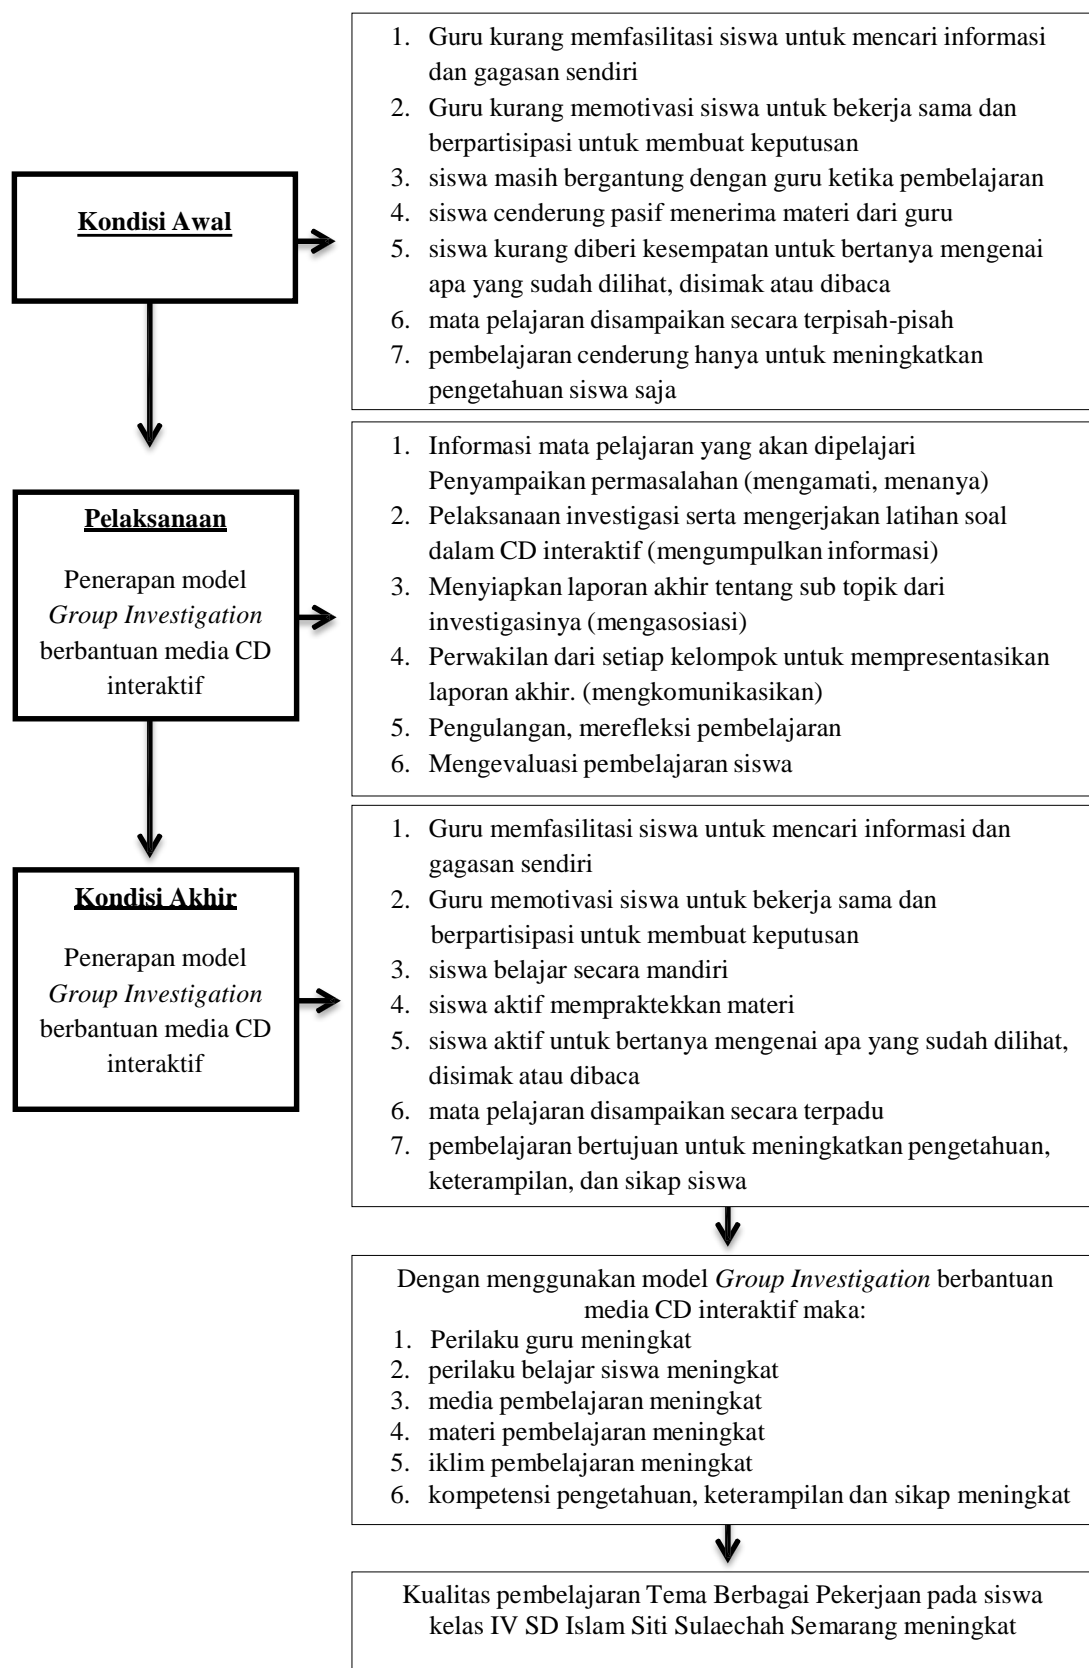 Kondisi Awal
1. Guru kurang memfasilitasi siswa untuk mencari informasi
dan gagasan sendiri
2. Guru kurang memotivasi siswa untuk bekerja sama dan
berpartisipasi untuk membuat keputusan
3. siswa masih bergantung dengan guru ketika pembelajaran
4. siswa cenderung pasif menerima materi dari guru
5. siswa kurang diberi kesempatan untuk bertanya mengenai
apa yang sudah dilihat, disimak atau dibaca
6. mata pelajaran disampaikan secara terpisah-pisah
7. pembelajaran cenderung hanya untuk meningkatkan
pengetahuan siswa saja
Pelaksanaan
Penerapan model
Group Investigation
berbantuan media CD
interaktif
1. Informasi mata pelajaran yang akan dipelajari
Penyampaikan permasalahan (mengamati, menanya)
2. Pelaksanaan investigasi serta mengerjakan latihan soal
dalam CD interaktif (mengumpulkan informasi)
3. Menyiapkan laporan akhir tentang sub topik dari
investigasinya (mengasosiasi)
4. Perwakilan dari setiap kelompok untuk mempresentasikan
laporan akhir. (mengkomunikasikan)
5. Pengulangan, merefleksi pembelajaran
6. Mengevaluasi pembelajaran siswa
Kondisi Akhir
Penerapan model
Group Investigation
berbantuan media CD
interaktif
1. Guru memfasilitasi siswa untuk mencari informasi dan
gagasan sendiri
2. Guru memotivasi siswa untuk bekerja sama dan
berpartisipasi untuk membuat keputusan
3. siswa belajar secara mandiri
4. siswa aktif mempraktekkan materi
5. siswa aktif untuk bertanya mengenai apa yang sudah dilihat,
disimak atau dibaca
6. mata pelajaran disampaikan secara terpadu
7. pembelajaran bertujuan untuk meningkatkan pengetahuan,
keterampilan, dan sikap siswa
Dengan menggunakan model Group Investigation berbantuan
media CD interaktif maka:
1. Perilaku guru meningkat
2. perilaku belajar siswa meningkat
3. media pembelajaran meningkat
4. materi pembelajaran meningkat
5. iklim pembelajaran meningkat
6. kompetensi pengetahuan, keterampilan dan sikap meningkat
Kualitas pembelajaran Tema Berbagai Pekerjaan pada siswa
kelas IV SD Islam Siti Sulaechah Semarang meningkat